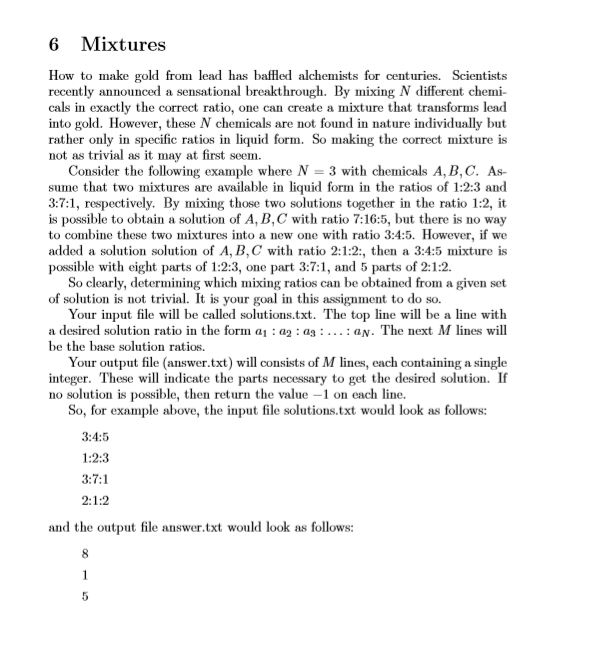 6 Mixtures
How to make gold from lead has baffled alchemists for centuries. Scientists
recently announced a sensational breakthrough. By mixing N different chemi-
cals in exactly the correct ratio, one can create a mixture that transforms lead
into gold. However, these N chemicals are not found in nature individually but
rather only in specific ratios in liquid form. So making the correct mixture is
not as trivial as it may at first seem.
Consider the following example where N = 3 with chemicals A, B, C. As-
sume that two mixtures are available in liquid form in the ratios of 1:2:3 and
3:7:1, respectively. By mixing those two solutions together in the ratio 1:2, it
is possible to obtain a solution of A, B, C with ratio 7:16:5, but there is no way
to combine these two mixtures into a new one with ratio 3:4:5. However, if we
added a solution solution of A, B, C with ratio 2:1:2:, then a 3:4:5 mixture is
possible with eight parts of 1:2:3, one part 3:7:1, and 5 parts of 2:1:2.
So clearly, determining which mixing ratios can be obtained from a given set
of solution is not trivial. It is your goal in this assignment to do so.
Your input file will be called solutions.txt. The top line will be a line with
a desired solution ratio in the form a₁ : a₂ : a₃ : … : a_N. The next M lines will
be the base solution ratios.
Your output file (answer.txt) will consists of M lines, each containing a single
integer. These will indicate the parts necessary to get the desired solution. If
no solution is possible, then return the value −1 on each line.
So, for example above, the input file solutions.txt would look as follows:
3:4:5
1:2:3
3:7:1
2:1:2
and the output file answer.txt would look as follows:
8
1
5